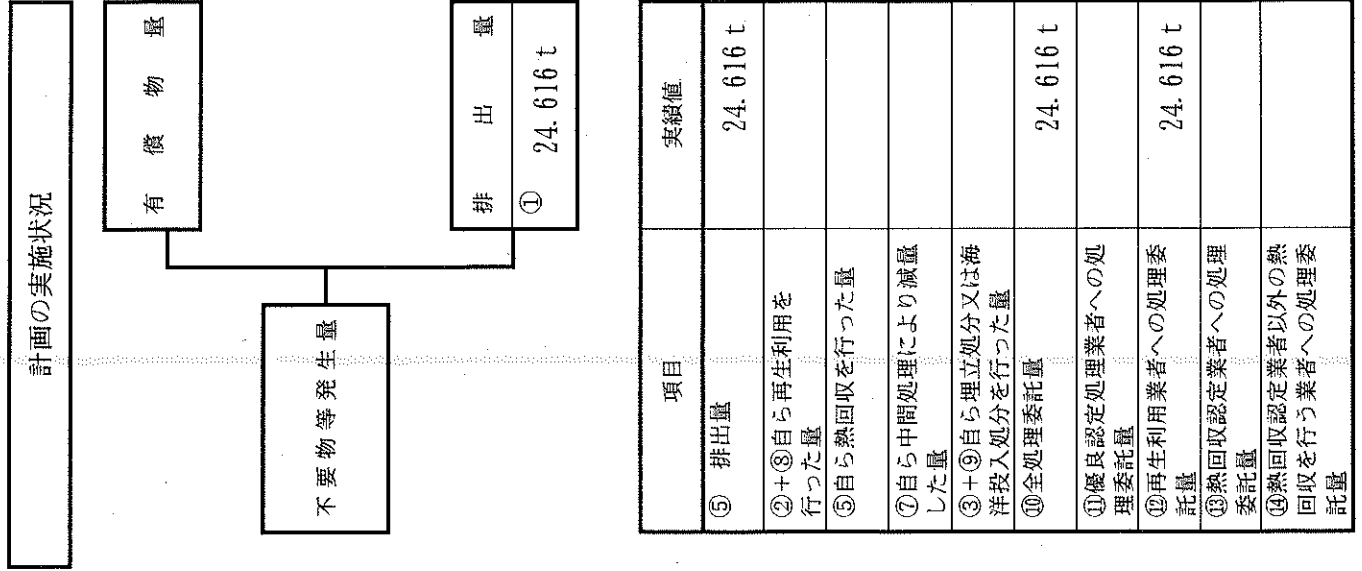 計画の実施状況
有償物量
不要物等発生量
排出量
① 24.616 t
項目 実績値
⑤ 排出量 24.616 t
②+⑧自ら再生利用を
行った量
⑤自ら熱回収を行った量
⑦自ら中間処理により減量
した量
③+⑨自ら埋立処分又は海
洋投入処分を行った量
⑩全処理委託量 24.616 t
⑪優良認定処理業者への処
理委託量
⑫再生利用業者への処理委
託量 24.616 t
⑬熱回収認定業者への処理
委託量
⑭熱回収認定業者以外の熱
回収を行う業者への処理委
託量